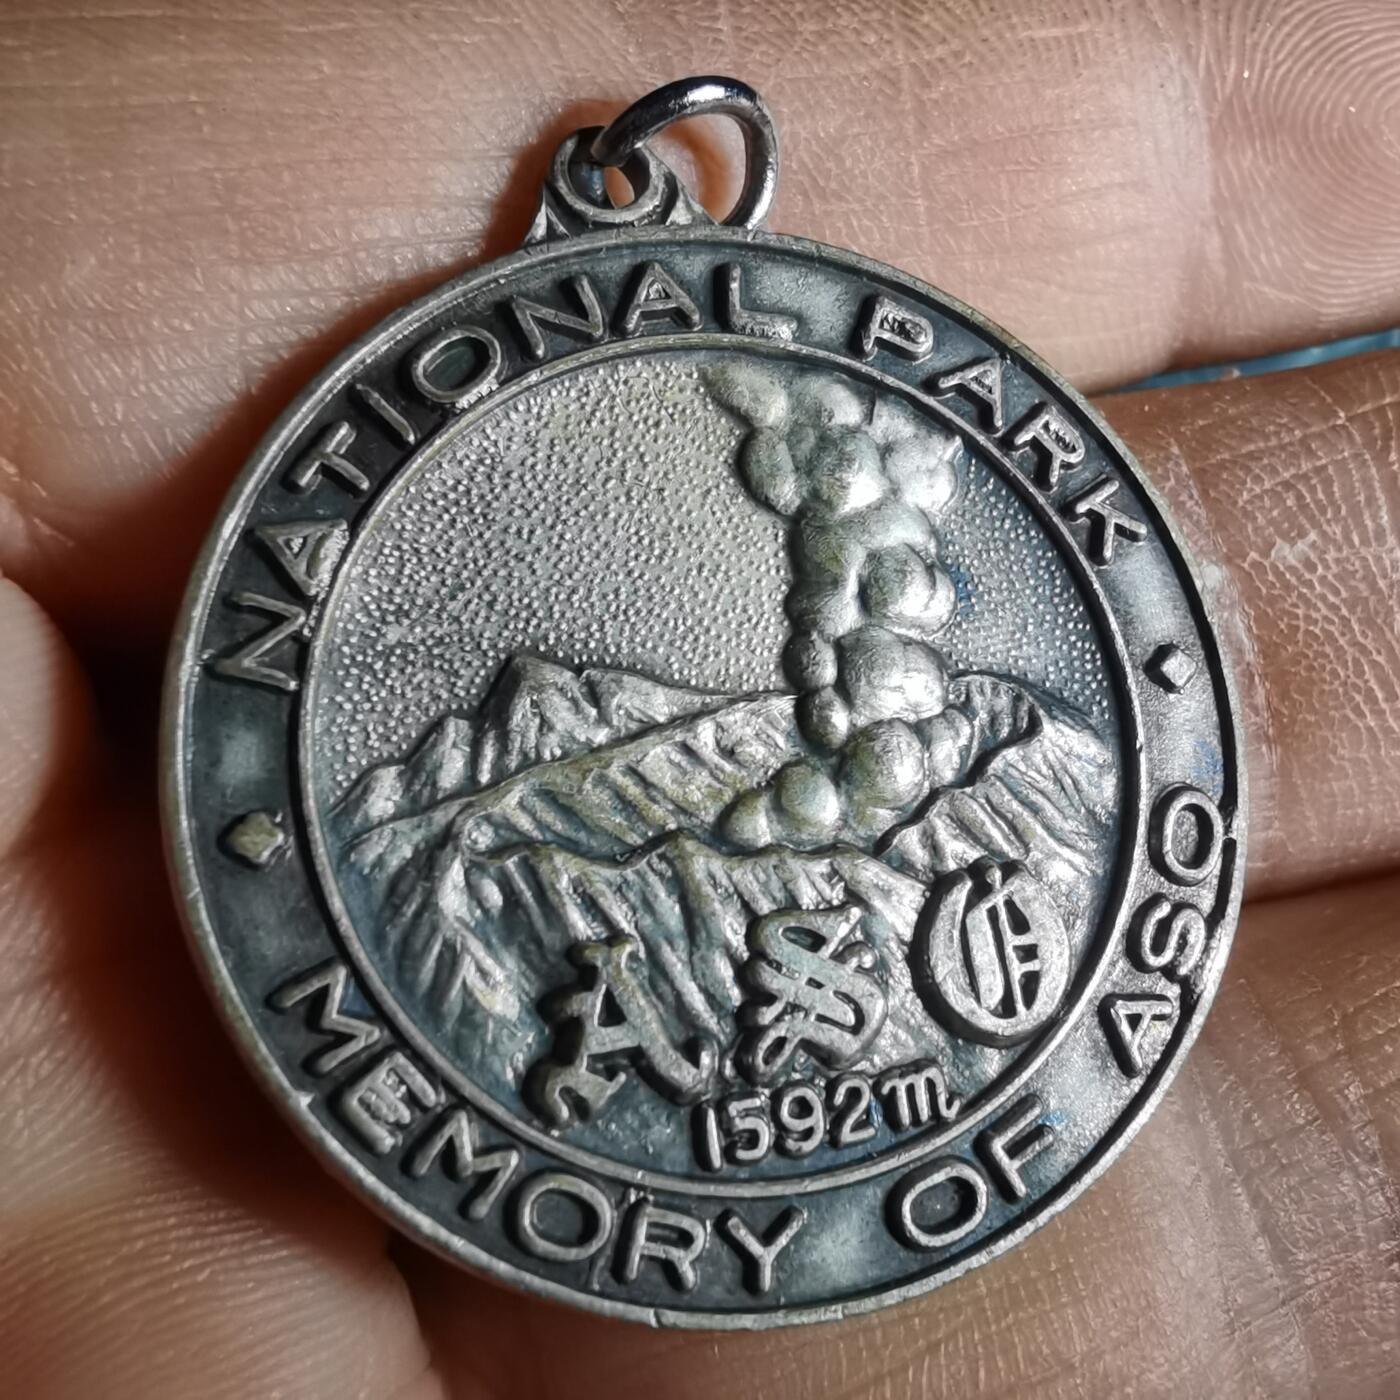 NATIONAL PARK
ASO
1592m
MEMORY OF ASO